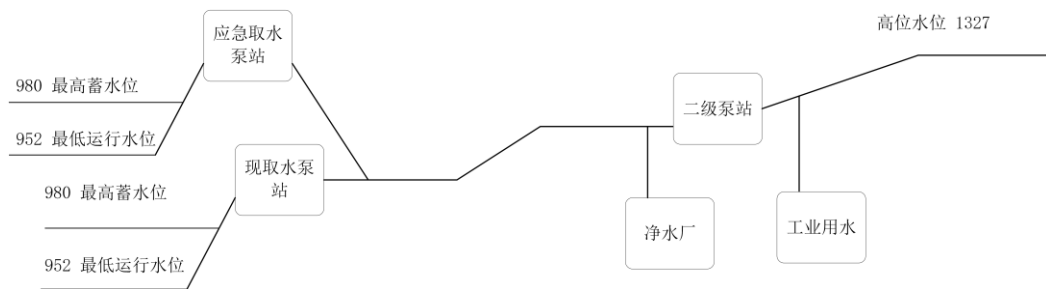 应急取水
泵站
高位水位 1327
980 最高蓄水位
952 最低运行水位
二级泵站
现取水泵
站
980 最高蓄水位
952 最低运行水位
净水厂
工业用水